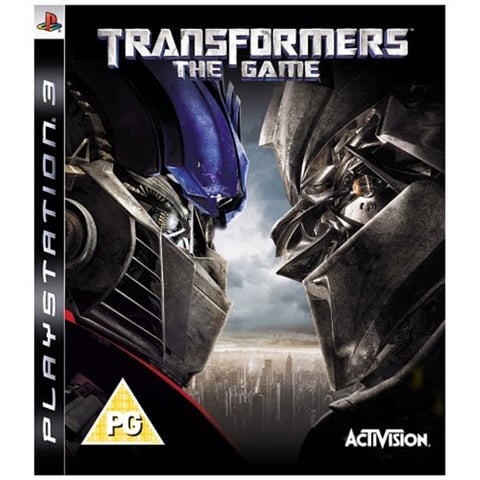 TRANSFORMERS
THE GAME
PLAYSTATION 3
PG
ACTIVISION.